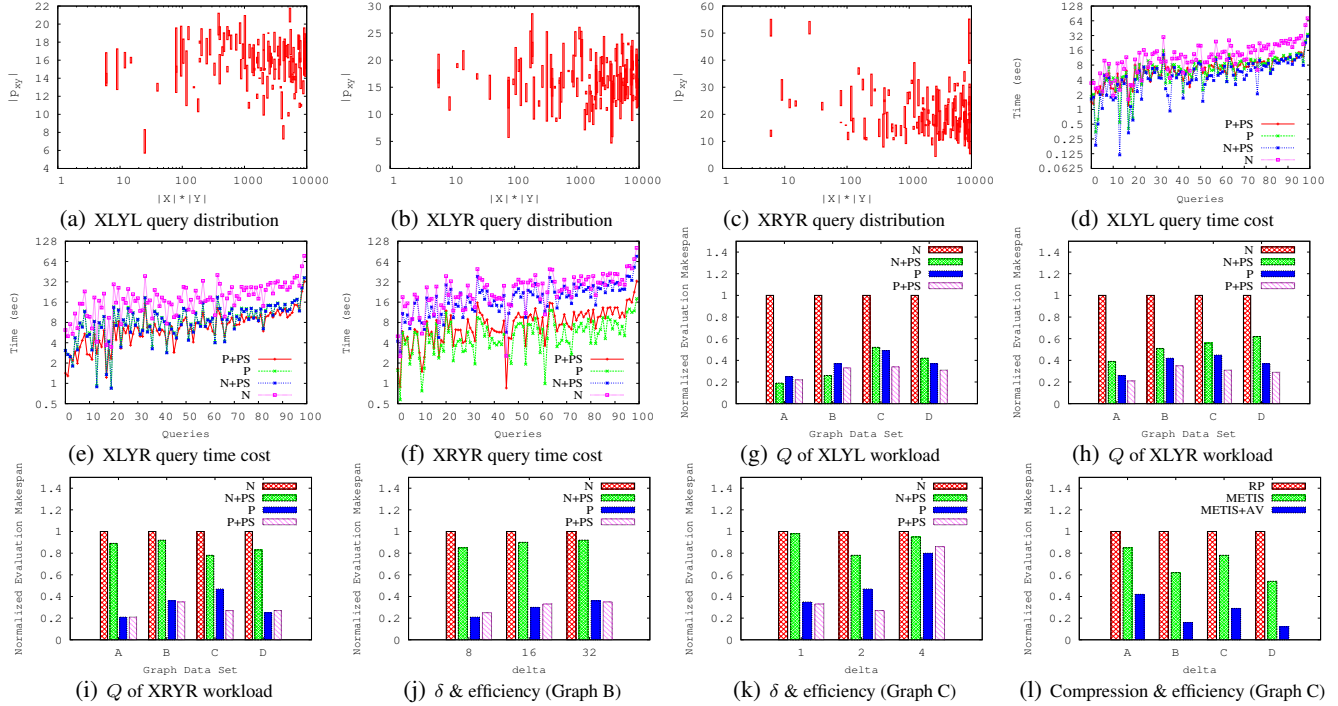 22
20
18
16
14
12
10
8
6
4
|p_xy|
1 10 100 1000 10000
|X|*|Y|
(a) XLYL query distribution
30
25
20
15
10
5
0
|p_xy|
1 10 100 1000 10000
|X|*|Y|
(b) XLYR query distribution
60
50
40
30
20
10
0
|p_xy|
1 10 100 1000 10000
|X|*|Y|
(c) XRYR query distribution
128
64
32
16
8
4
2
1
0.5
0.25
0.125
0.0625
Time (sec)
P+PS
P
N+PS
N
0 10 20 30 40 50 60 70 80 90 100
Queries
(d) XLYL query time cost
128
64
32
16
8
4
2
1
0.5
Time (sec)
P+PS
P
N+PS
N
0 10 20 30 40 50 60 70 80 90 100
Queries
(e) XLYR query time cost
128
64
32
16
8
4
2
1
0.5
Time (sec)
P+PS
P
N+PS
N
0 10 20 30 40 50 60 70 80 90 100
Queries
(f) XRYR query time cost
Normalized Evaluation Makespan
1.4
1.2
1
0.8
0.6
0.4
0.2
0
N
N+PS
P
P+PS
A B C D
Graph Data Set
(g) Q of XLYL workload
Normalized Evaluation Makespan
1.4
1.2
1
0.8
0.6
0.4
0.2
0
N
N+PS
P
P+PS
A B C D
Graph Data Set
(h) Q of XLYR workload
Normalized Evaluation Makespan
1.4
1.2
1
0.8
0.6
0.4
0.2
0
N
N+PS
P
P+PS
A B C D
Graph Data Set
(i) Q of XRYR workload
Normalized Evaluation Makespan
1.4
1.2
1
0.8
0.6
0.4
0.2
0
N
N+PS
P
P+PS
8 16 32
delta
(j) δ & efficiency (Graph B)
Normalized Evaluation Makespan
1.4
1.2
1
0.8
0.6
0.4
0.2
0
N
N+PS
P
P+PS
1 2 4
delta
(k) δ & efficiency (Graph C)
Normalized Evaluation Makespan
1.4
1.2
1
0.8
0.6
0.4
0.2
0
RP
METIS
METIS+AV
A B C D
delta
(l) Compression & efficiency (Graph C)